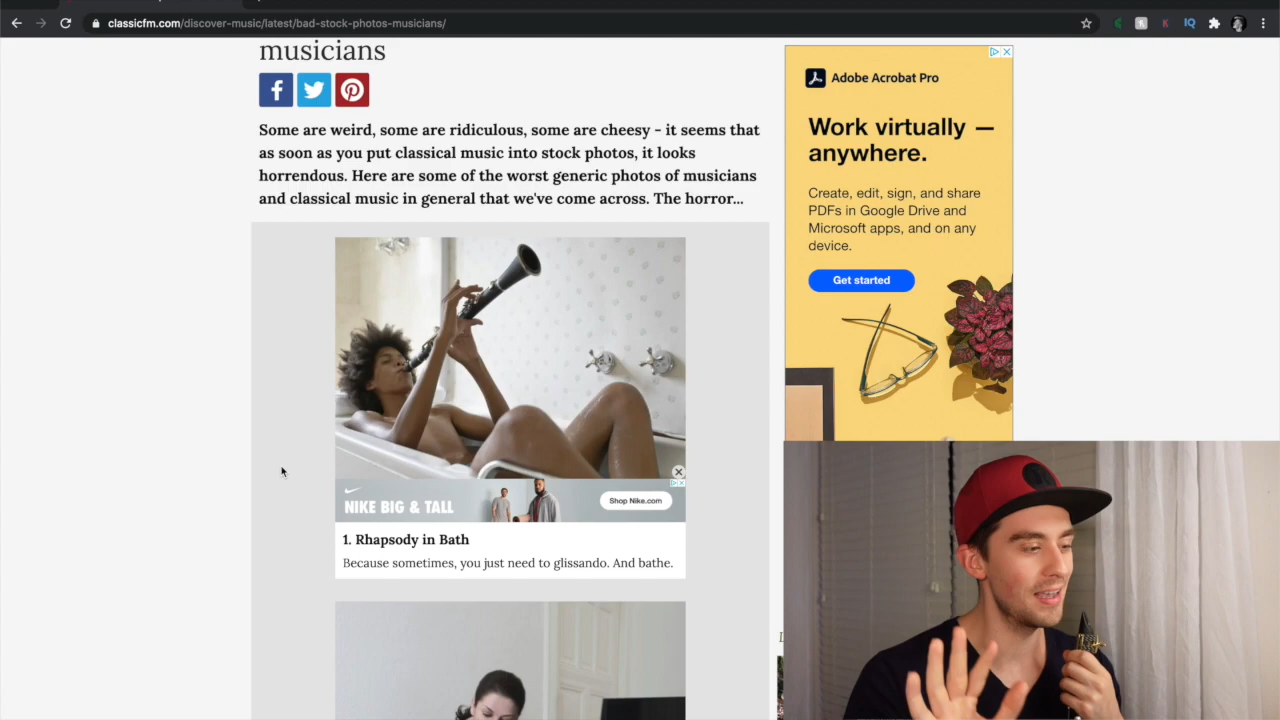 classicfm.com/discover-music/latest/bad-stock-photos-musicians/
musicians
Some are weird, some are ridiculous, some are cheesy - it seems that
as soon as you put classical music into stock photos, it looks
horrendous. Here are some of the worst generic photos of musicians
and classical music in general that we've come across. The horror...
NIKE BIG & TALL
Shop Nike.com
1. Rhapsody in Bath
Because sometimes, you just need to glissando. And bathe.
Adobe Acrobat Pro
Work virtually —
anywhere.
Create, edit, sign, and share
PDFs in Google Drive and
Microsoft apps, and on any
device.
Get started